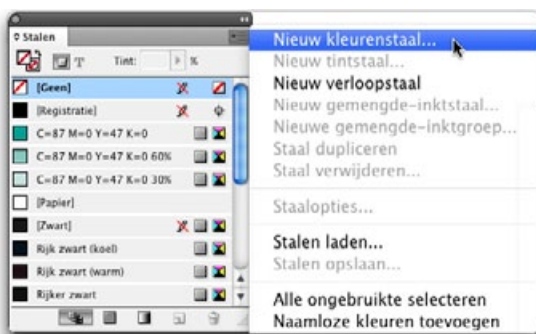 Stalen
T Tint: %
[Geen]
[Registratie]
C=87 M=0 Y=47 K=0
C=87 M=0 Y=47 K=0 60%
C=87 M=0 Y=47 K=0 30%
[Papier]
[Zwart]
Rijk zwart (koel)
Rijk zwart (warm)
Rijker zwart
Nieuw kleurenstaal...
Nieuw tintstaal...
Nieuw verloopstaal
Nieuw gemengde-inktstaal...
Nieuwe gemengde-inktgroep...
Staal dupliceren
Staal verwijderen...
Staalopties...
Stalen laden...
Stalen opslaan...
Alle ongebruikte selecteren
Naamloze kleuren toevoegen